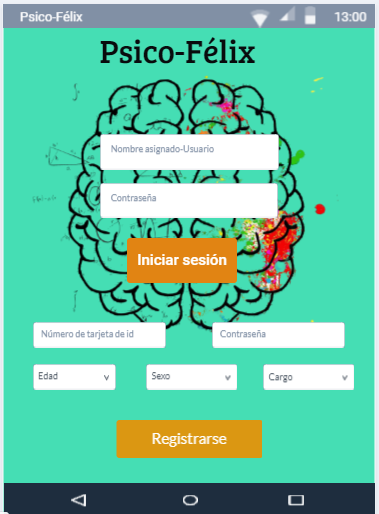 Psico-Félix
13:00
Psico-Félix
Nombre asignado-Usuario
Contraseña
Iniciar sesión
Número de tarjeta de id
Contraseña
Edad
Sexo
Cargo
Registrarse